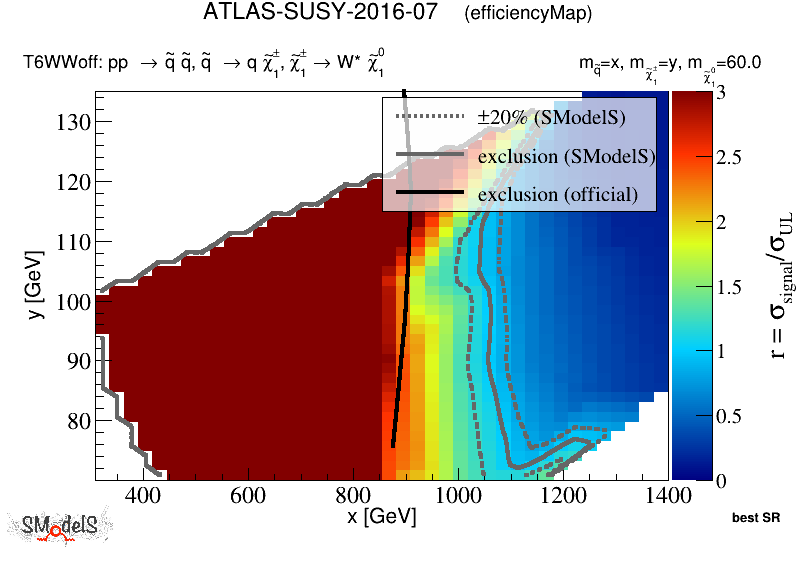 ATLAS-SUSY-2016-07 (efficiencyMap)
T6WWoff: pp → q̃ q̃, q̃ → q χ̃₁±, χ̃₁± → W* χ̃₁⁰
m_q̃=x, m_χ̃₁±=y, m_χ̃₁⁰=60.0
±20% (SModelS)
exclusion (SModelS)
exclusion (official)
y [GeV]
130
120
110
100
90
80
400 600 800 1000 1200 1400
x [GeV]
3
2.5
2
1.5
1
0.5
0
r = σ_signal/σ_UL
SModelS
best SR